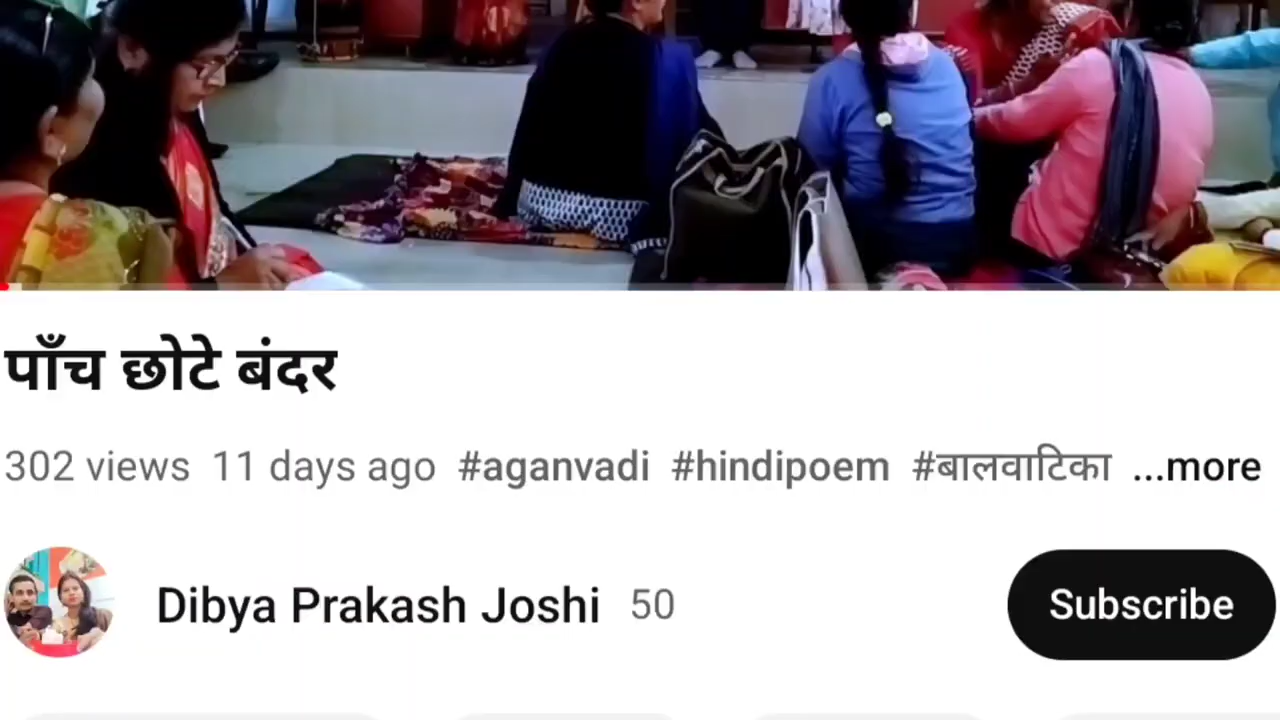 पाँच छोटे बंदर
302 views 11 days ago #aganvadi #hindipoem #बालवाटिका ...more
Dibya Prakash Joshi 50 Subscribe